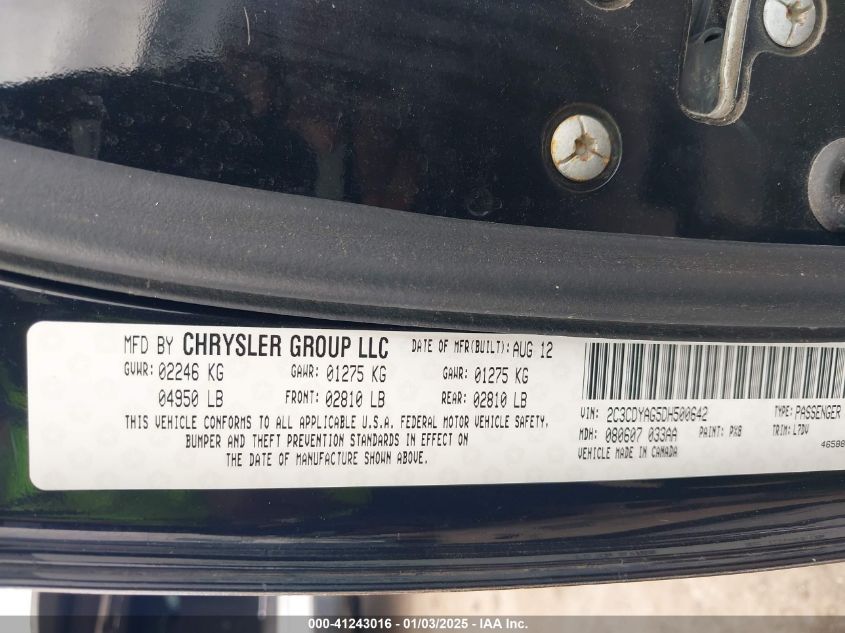 MFD BY CHRYSLER GROUP LLC DATE OF MFR(BUILT): AUG 12
GVWR: 02246 KG GAWR: 01275 KG GAWR: 01275 KG
04950 LB FRONT: 02810 LB REAR: 02810 LB
THIS VEHICLE CONFORMS TO ALL APPLICABLE U.S.A. FEDERAL MOTOR VEHICLE SAFETY,
BUMPER AND THEFT PREVENTION STANDARDS IN EFFECT ON
THE DATE OF MANUFACTURE SHOWN ABOVE.
VIN: 2C3CDYAG5DH500642 TYPE: PASSENGER
MDH: 080607 033AA PAINT: PXB TRIM: L7DV
VEHICLE MADE IN CANADA
000-41243016 - 01/03/2025 - IAA Inc.